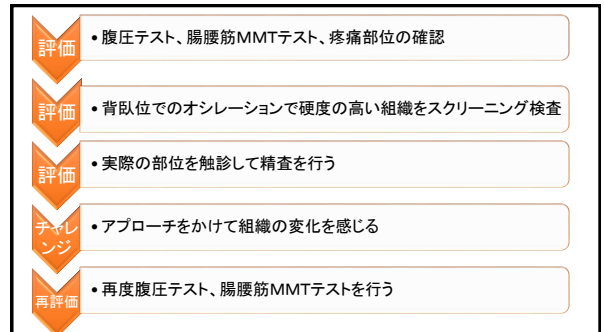 評価
• 腹圧テスト、腸腰筋MMTテスト、疼痛部位の確認
評価
• 背臥位でのオシレーションで硬度の高い組織をスクリーニング検査
評価
• 実際の部位を触診して精査を行う
チャレ
ンジ
• アプローチをかけて組織の変化を感じる
再評価
• 再度腹圧テスト、腸腰筋MMTテストを行う